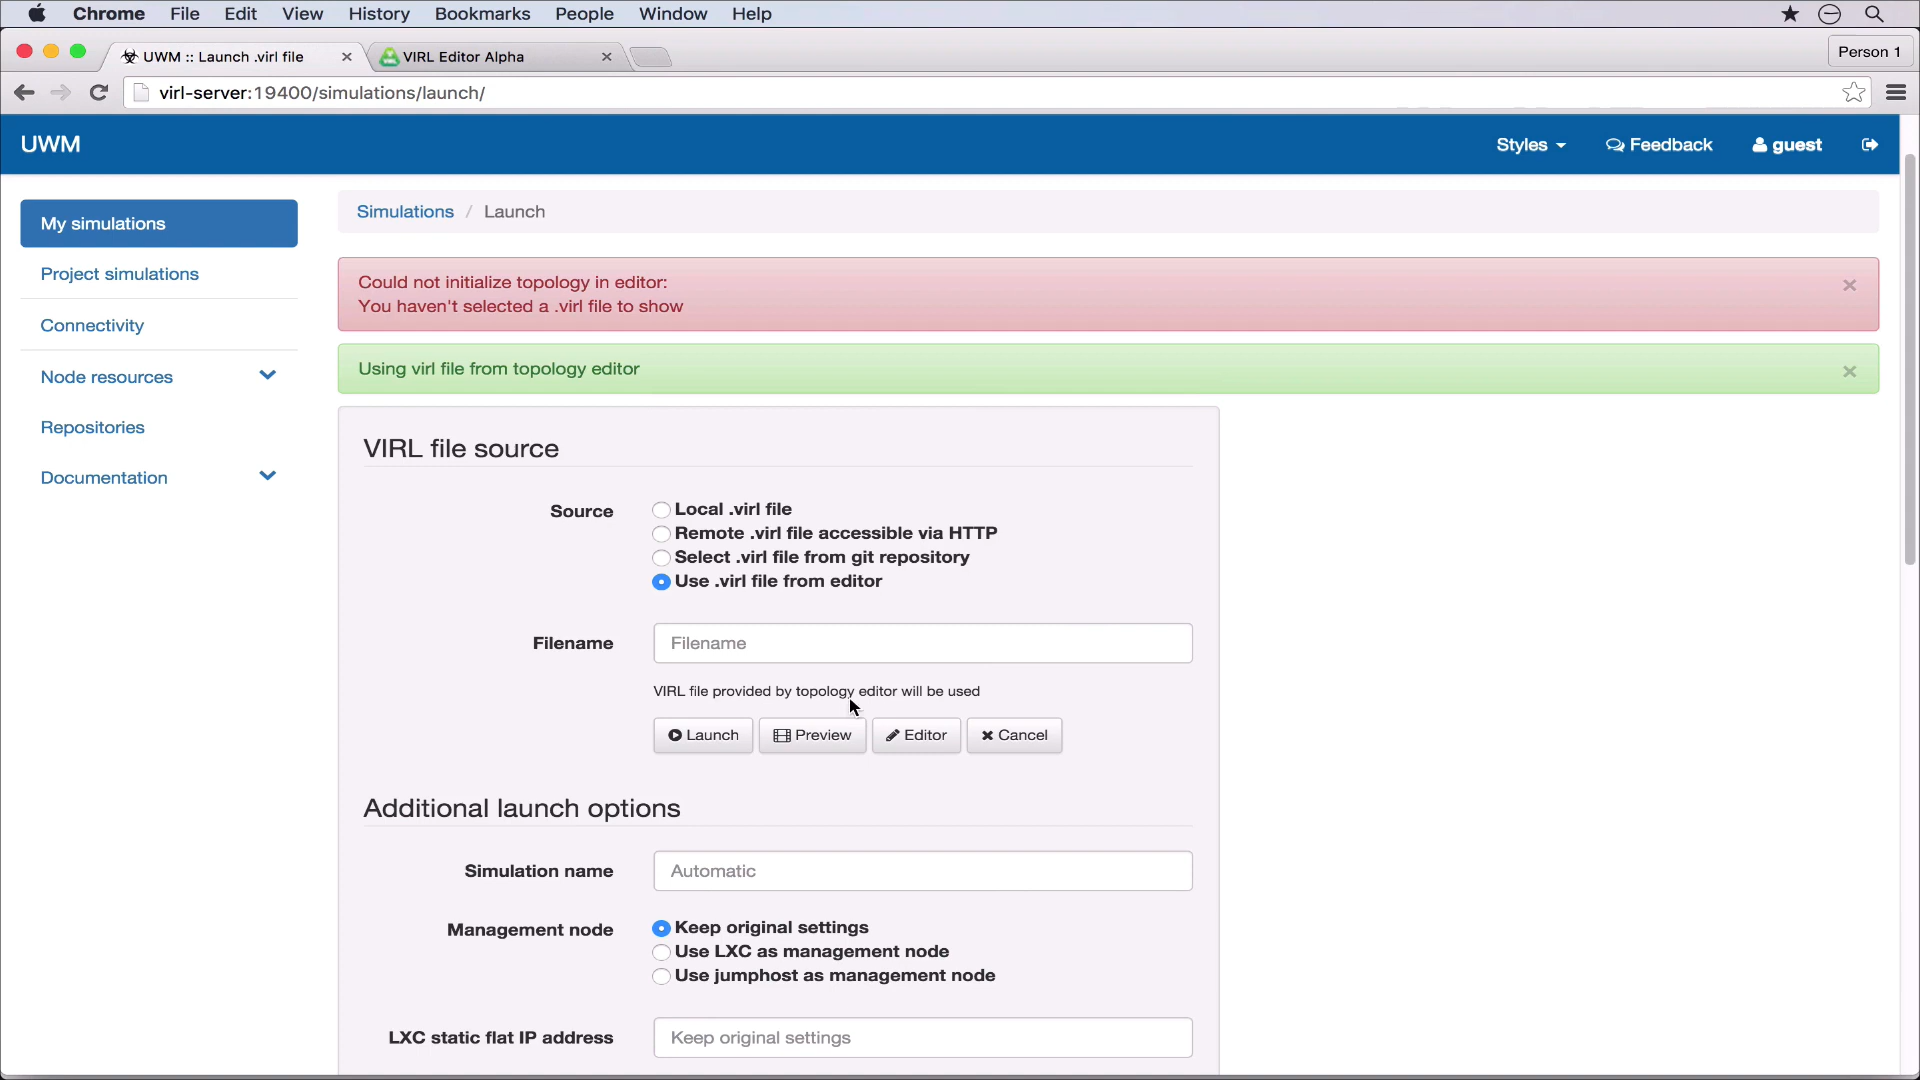 Chrome File Edit View History Bookmarks People Window Help
UWM :: Launch .virl file
VIRL Editor Alpha
Person 1
virl-server:19400/simulations/launch/
UWM
Styles
Feedback
guest
My simulations
Project simulations
Connectivity
Node resources
Repositories
Documentation
Simulations / Launch
Could not initialize topology in editor:
You haven't selected a .virl file to show
Using virl file from topology editor
VIRL file source
Source
Local .virl file
Remote .virl file accessible via HTTP
Select .virl file from git repository
Use .virl file from editor
Filename
Filename
VIRL file provided by topology editor will be used
Launch
Preview
Editor
Cancel
Additional launch options
Simulation name
Automatic
Management node
Keep original settings
Use LXC as management node
Use jumphost as management node
LXC static flat IP address
Keep original settings